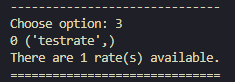 ------------------------------
Choose option: 3
0 ('testrate',)
There are 1 rate(s) available.
==============================